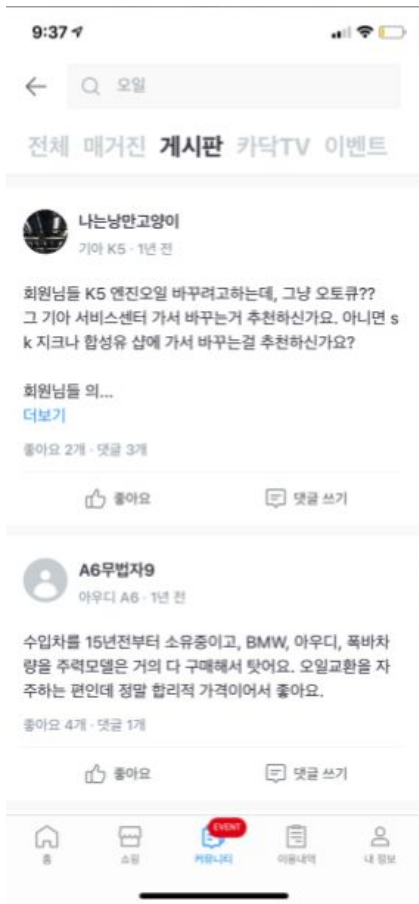 9:37
오일
전체 매거진 게시판 카닥TV 이벤트
나는낭만고양이
기아 K5 · 1년 전
회원님들 K5 엔진오일 바꾸려고하는데, 그냥 오토큐??
그 기아 서비스센터 가서 바꾸는거 추천하신가요. 아니면 s
k 지크나 합성유 샵에 가서 바꾸는걸 추천하신가요?
회원님들 의...
더보기
좋아요 2개 · 댓글 3개
좋아요 댓글 쓰기
A6무법자9
아우디 A6 · 1년 전
수입차를 15년전부터 소유중이고, BMW, 아우디, 폭바차
량을 주력모델은 거의 다 구매해서 탓어요. 오일교환을 자
주하는 편인데 정말 합리적 가격이어서 좋아요.
좋아요 4개 · 댓글 1개
좋아요 댓글 쓰기
EVENT
홈 쇼핑 커뮤니티 이용내역 내 정보